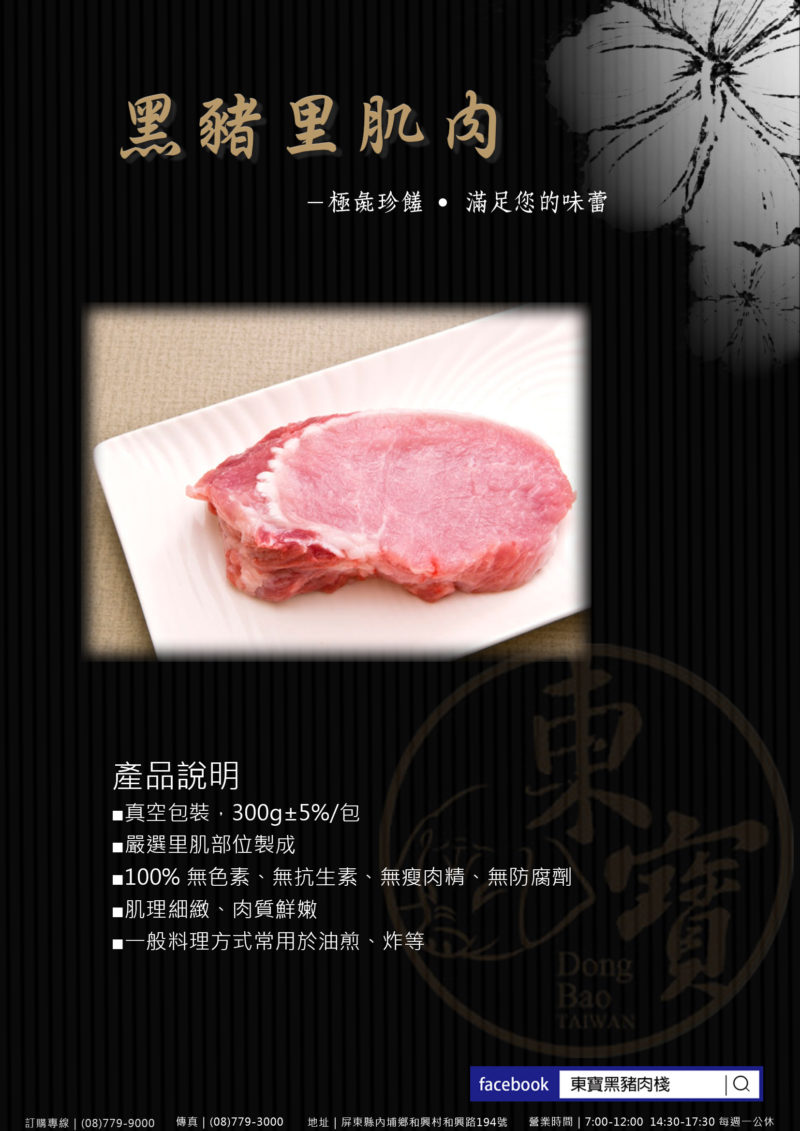 黑豬里肌肉
－極彘珍饈 • 滿足您的味蕾
產品說明
■真空包裝，300g±5%/包
■嚴選里肌部位製成
■100% 無色素、無抗生素、無瘦肉精、無防腐劑
■肌理細緻、肉質鮮嫩
■一般料理方式常用於油煎、炸等
東寶
Dong
Bao
TAIWAN
facebook 東寶黑豬肉棧
訂購專線 | (08)779-9000 傳真 | (08)779-3000 地址 | 屏東縣內埔鄉和興村和興路194號 營業時間 | 7:00-12:00 14:30-17:30 每週一公休